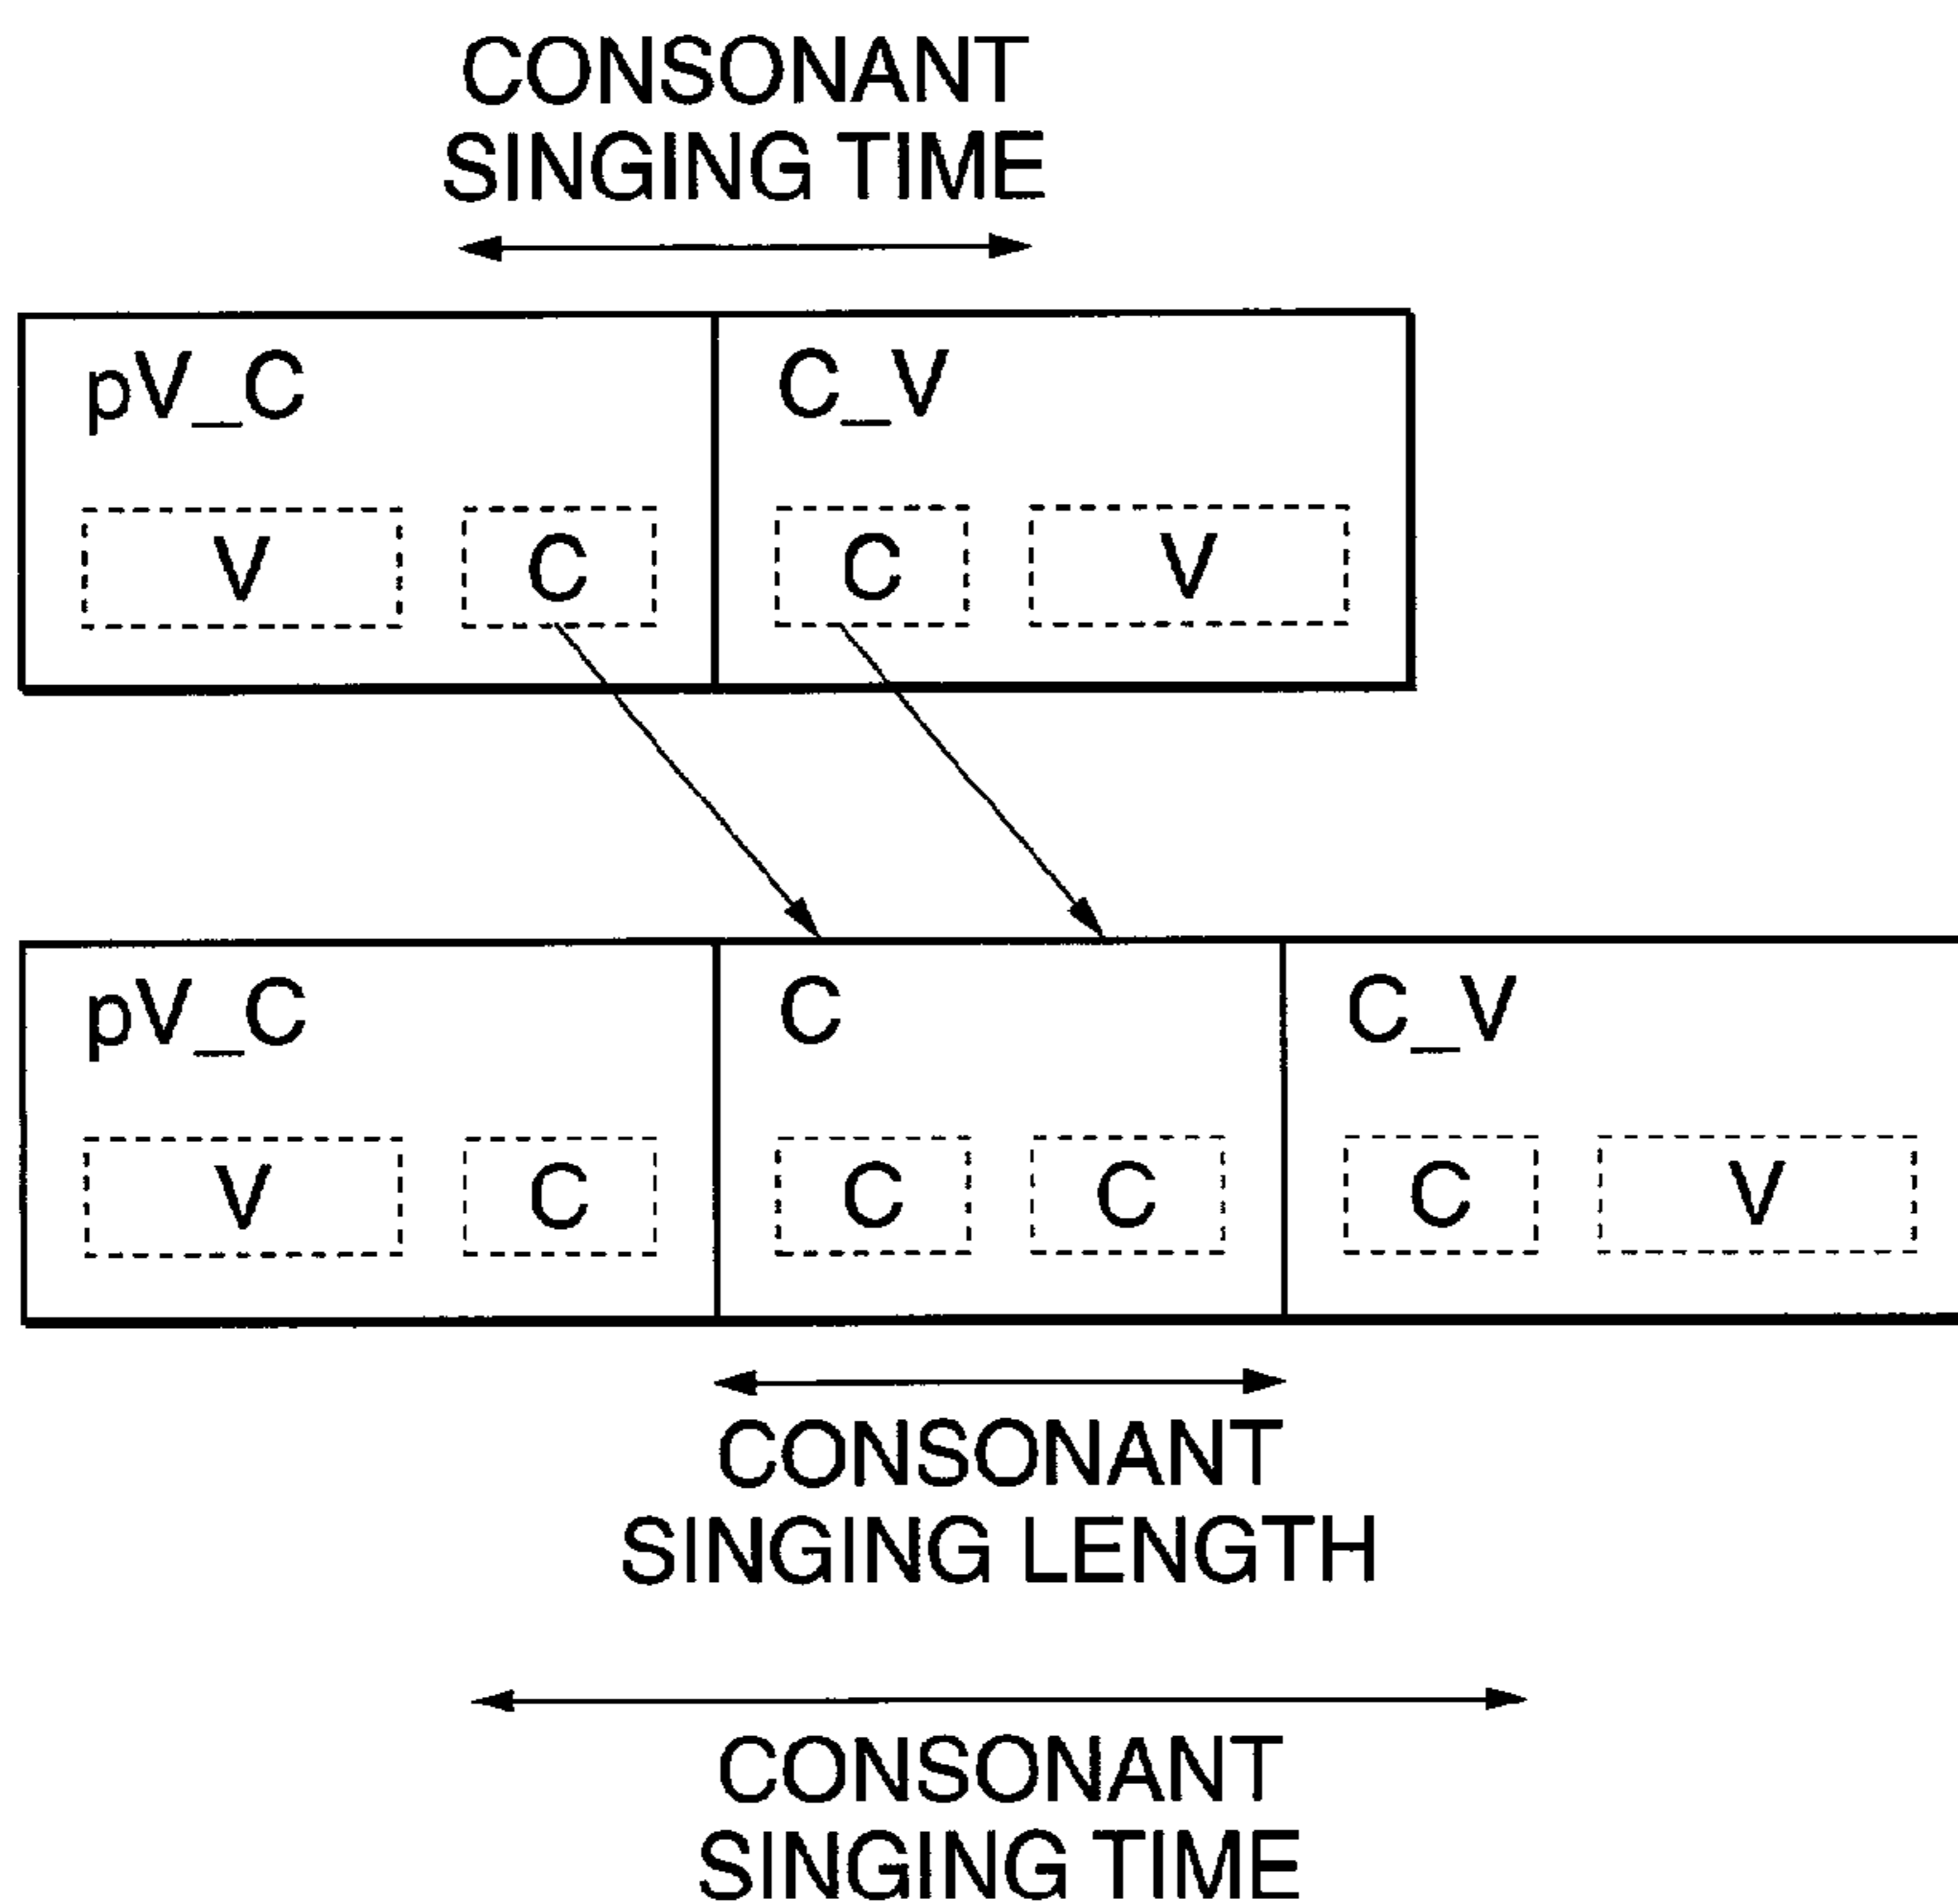 CONSONANT
SINGING TIME
pV_C C_V
V C C V
pV_C C C_V
V C C C C V
CONSONANT
SINGING LENGTH
CONSONANT
SINGING TIME